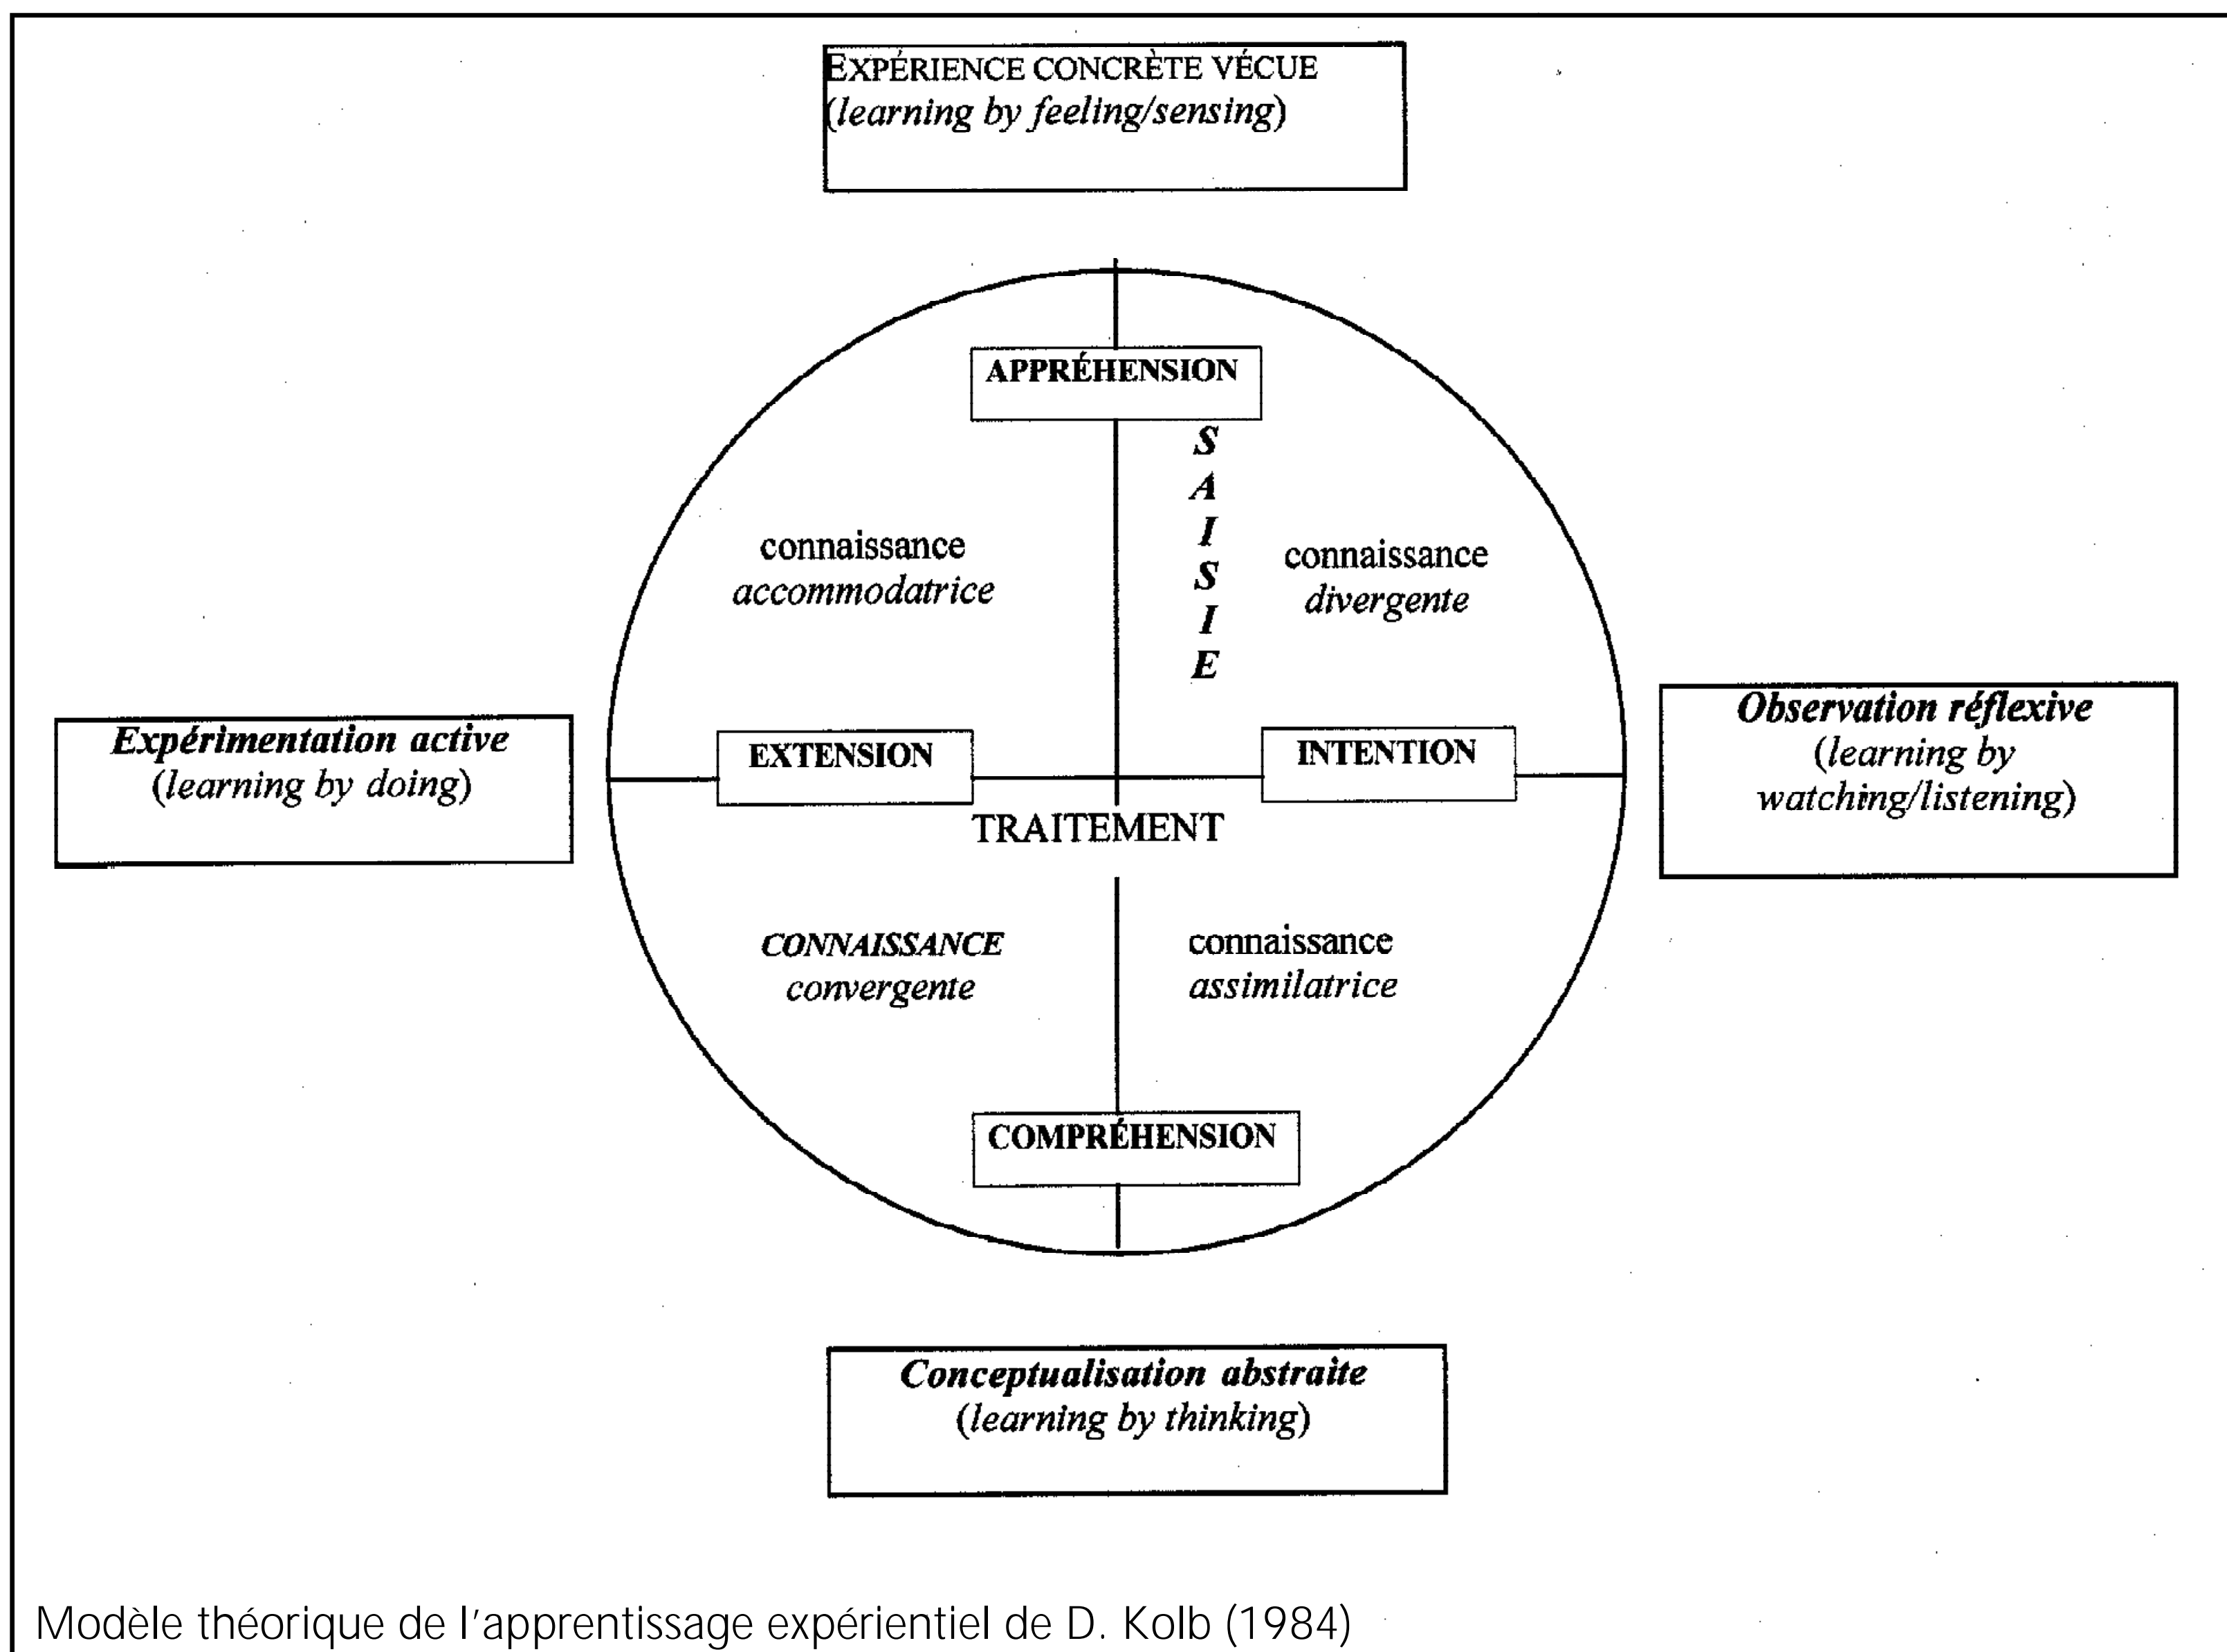 EXPÉRIENCE CONCRÈTE VÉCUE
(learning by feeling/sensing)
APPRÉHENSION
S
A
I
S
I
E
connaissance
accommodatrice
connaissance
divergente
Expérimentation active
(learning by doing)
EXTENSION
INTENTION
Observation réflexive
(learning by
watching/listening)
TRAITEMENT
CONNAISSANCE
convergente
connaissance
assimilatrice
COMPRÉHENSION
Conceptualisation abstraite
(learning by thinking)
Modèle théorique de l'apprentissage expérientiel de D. Kolb (1984)